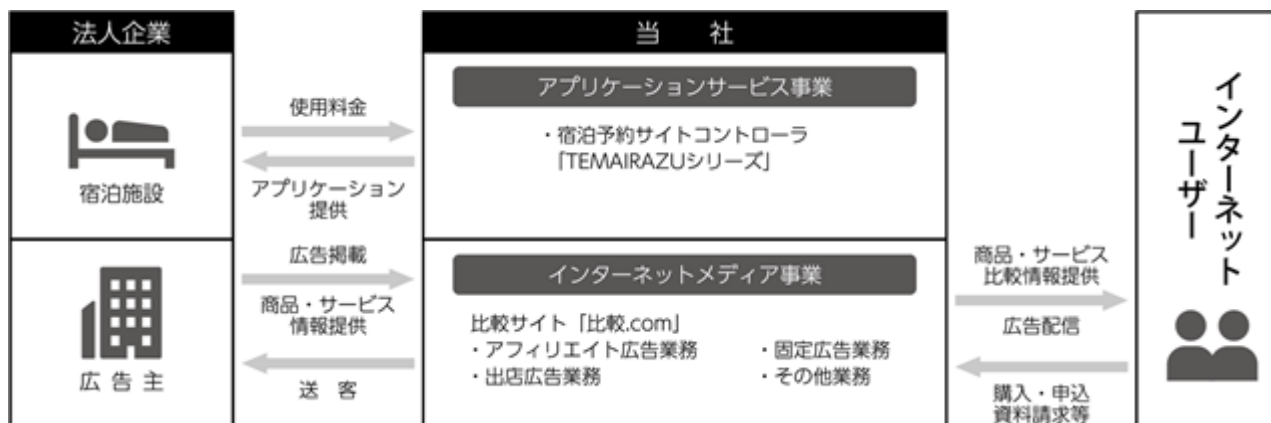 法人企業
宿泊施設
広 告 主
使用料金
アプリケーション
提供
広告掲載
商品・サービス
情報提供
送 客
当 社
アプリケーションサービス事業
・宿泊予約サイトコントローラ
「TEMAIRAZUシリーズ」
インターネットメディア事業
比較サイト「比較.com」
・アフィリエイト広告業務
・固定広告業務
・出店広告業務
・その他業務
商品・サービス
比較情報提供
広告配信
購入・申込
資料請求等
インターネット
ユーザー